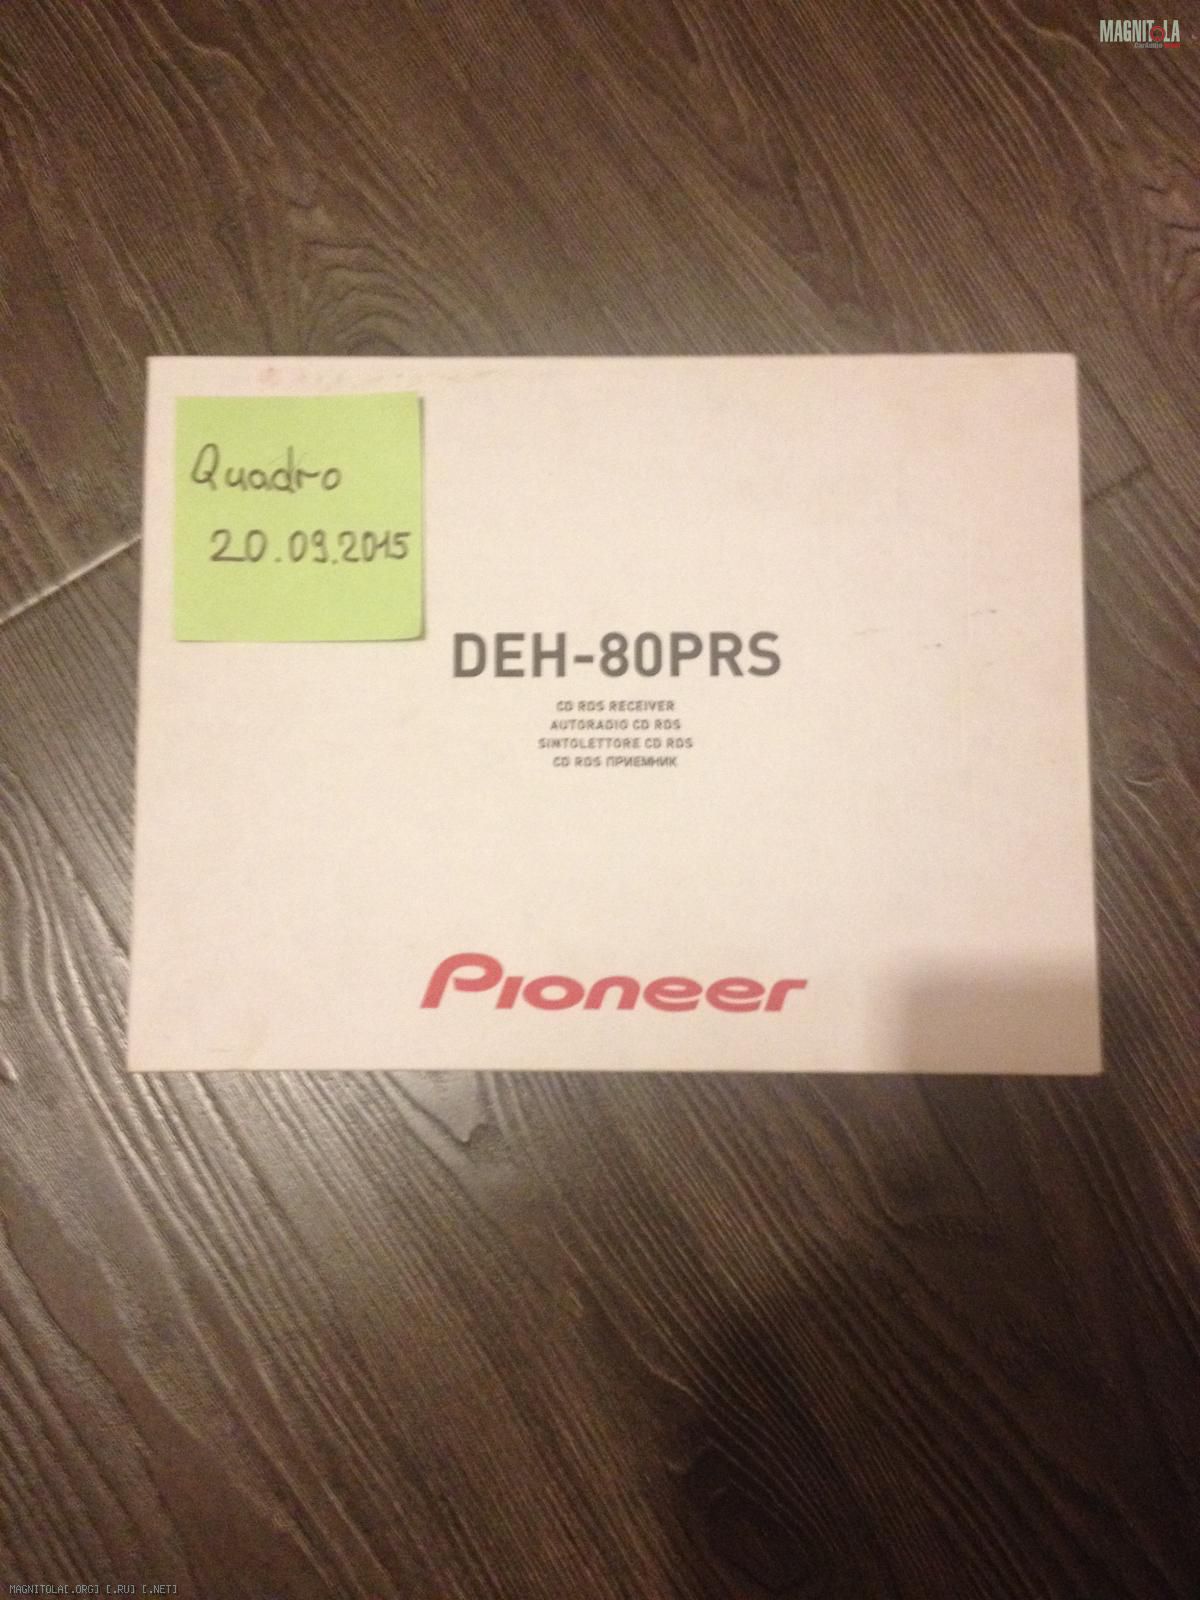 MAGNITOLA
Quadro
20.09.2015
DEH-80PRS
CD RDS RECEIVER
AUTORADIO CD RDS
SINTOLETTORE CD RDS
CD RDS ПРИЕМНИК
Pioneer
MAGNITOLA[.ORG] [.RU] [.NET]